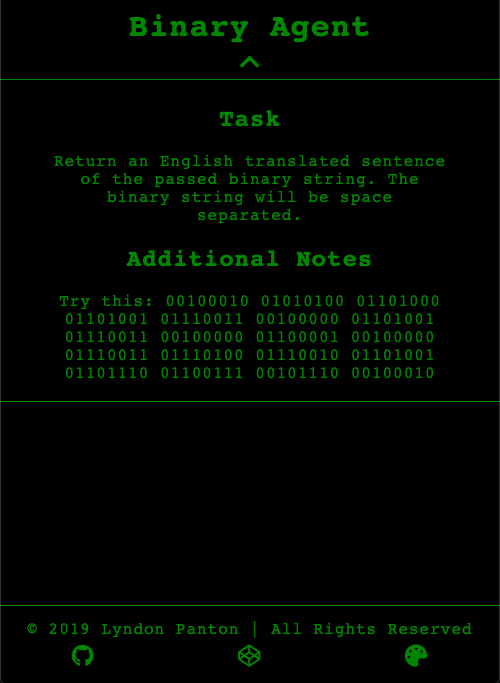 Binary Agent
Task
Return an English translated sentence
of the passed binary string. The
binary string will be space
separated.
Additional Notes
Try this: 00100010 01010100 01101000
01101001 01110011 00100000 01101001
01110011 00100000 01100001 00100000
01110011 01110100 01110010 01101001
01101110 01100111 00101110 00100010
© 2019 Lyndon Panton | All Rights Reserved